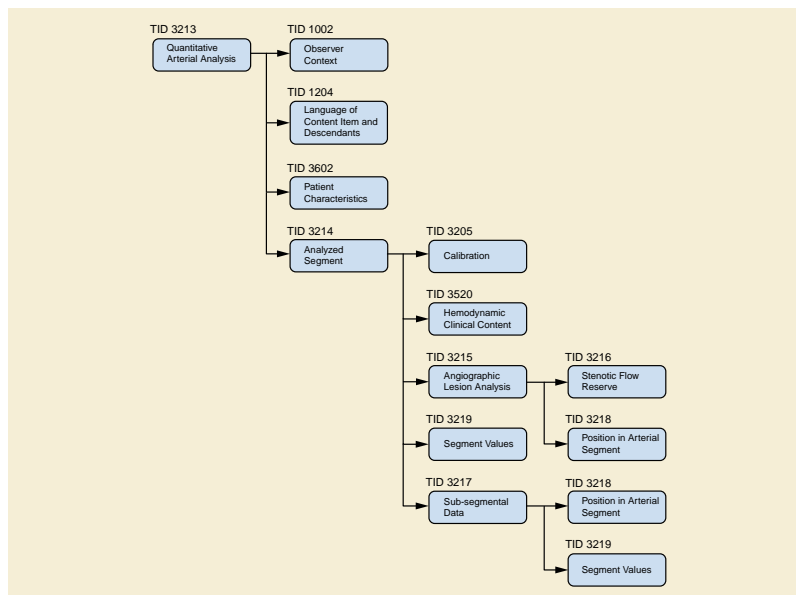 TID 3213
Quantitative
Arterial Analysis
TID 1002
Observer
Context
TID 1204
Language of
Content Item and
Descendants
TID 3602
Patient
Characteristics
TID 3214
Analyzed
Segment
TID 3205
Calibration
TID 3520
Hemodynamic
Clinical Content
TID 3215
Angiographic
Lesion Analysis
TID 3216
Stenotic Flow
Reserve
TID 3218
Position in Arterial
Segment
TID 3219
Segment Values
TID 3217
Sub-segmental
Data
TID 3218
Position in Arterial
Segment
TID 3219
Segment Values